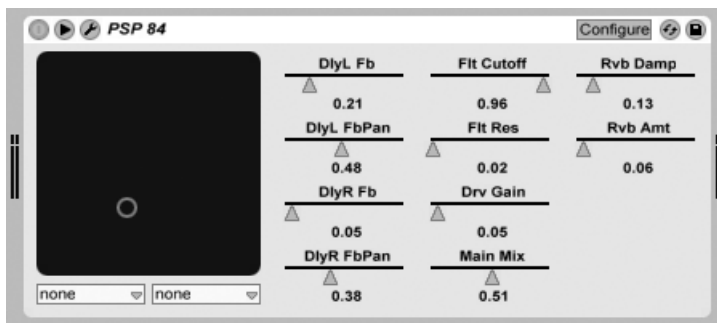 PSP 84
Configure
DlyL Fb
0.21
DlyL FbPan
0.48
DlyR Fb
0.05
DlyR FbPan
0.38
Flt Cutoff
0.96
Flt Res
0.02
Drv Gain
0.05
Main Mix
0.51
Rvb Damp
0.13
Rvb Amt
0.06
none
none